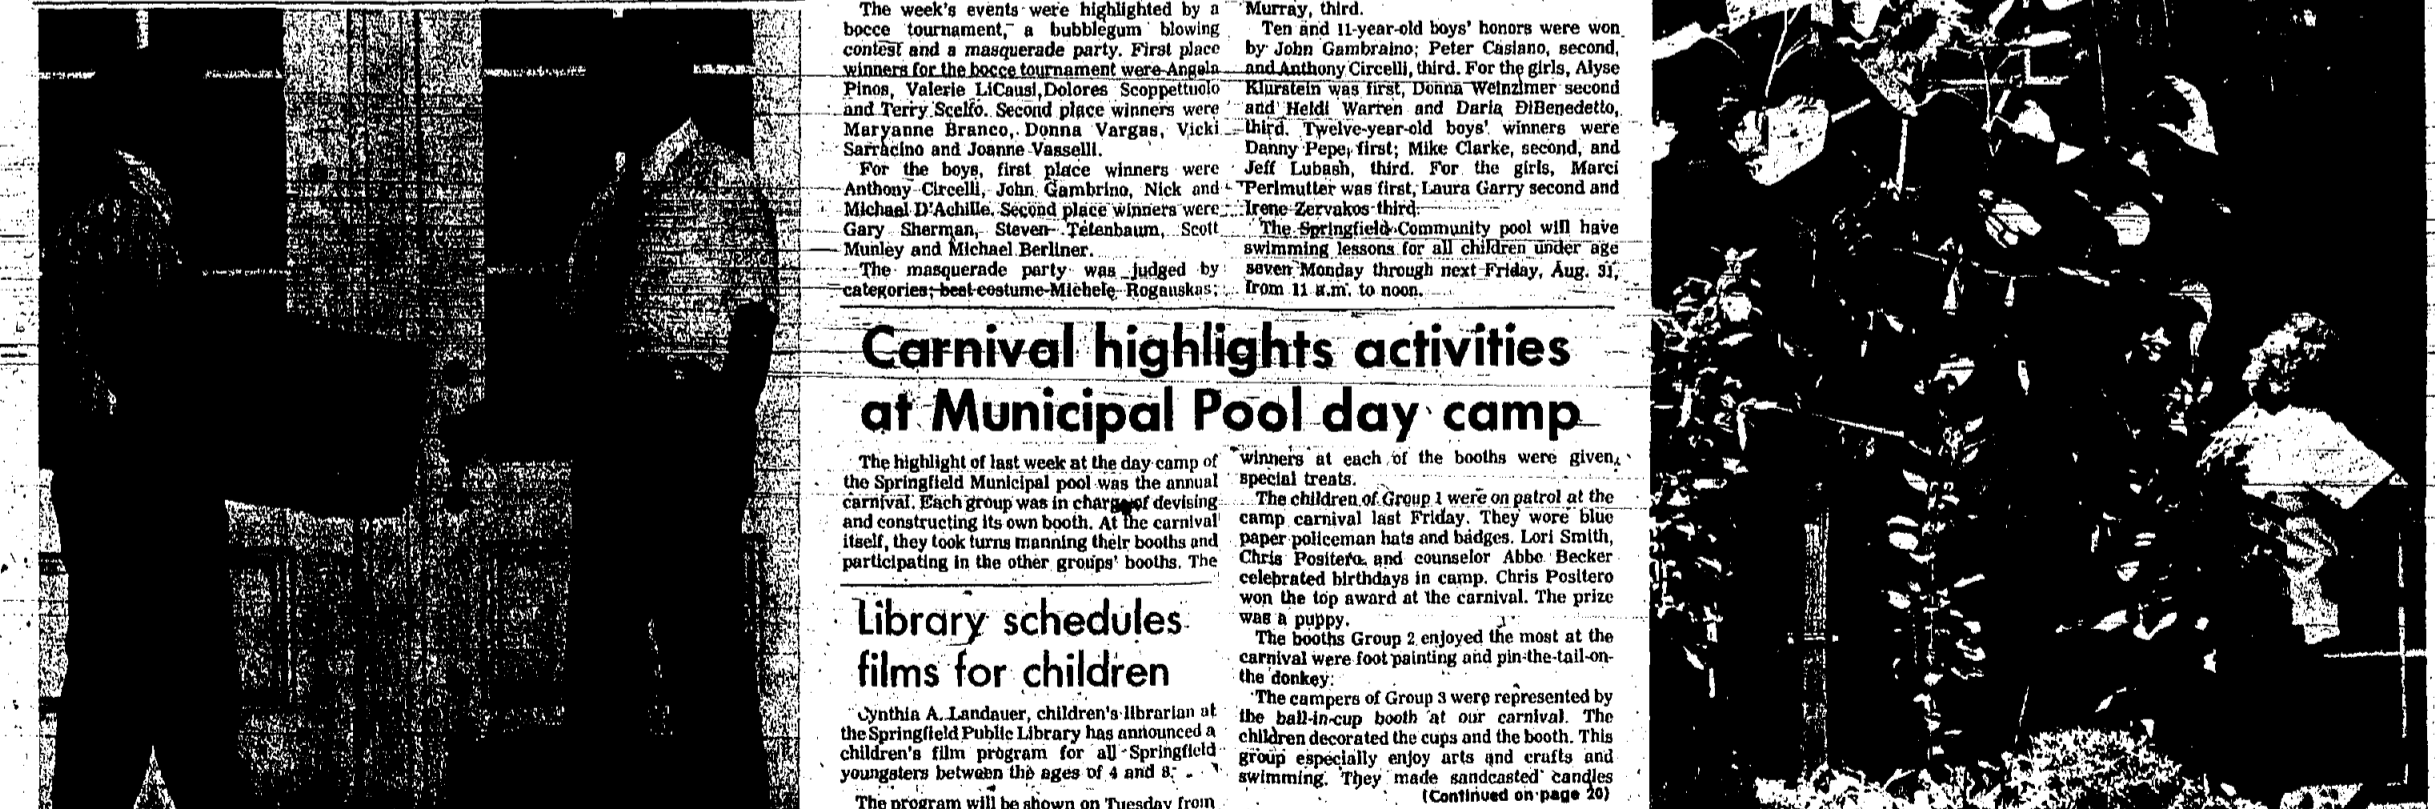 The week's events were highlighted by a
bocce tournament, a bubblegum blowing
contest and a masquerade party. First place
winners for the bocce tournament were Angela
Pinos, Valerie LiCausi, Dolores Scoppettuolo
and Terry Scelfo. Second place winners were
Maryanne Branco, Donna Vargas, Vicki
Sarracino and Joanne Vasselli.
For the boys, first place winners were
Anthony Circelli, John Gambrino, Nick and
Michael D'Achille. Second place winners were
Gary Sherman, Steven Tetenbaum, Scott
Munley and Michael Berliner.
The masquerade party was judged by
categories; best costume-Michele Rogauskas;
Murray, third.
Ten and 11-year-old boys' honors were won
by John Gambraino; Peter Casiano, second,
and Anthony Circelli, third. For the girls, Alyse
Klurstein was first, Donna Weinzimer second
and Heidi Warren and Daria DiBenedetto,
third. Twelve-year-old boys' winners were
Danny Pepe, first; Mike Clarke, second, and
Jeff Lubash, third. For the girls, Marci
Perlmutter was first, Laura Garry second and
Irene Zervakos third.
The Springfield Community pool will have
swimming lessons for all children under age
seven Monday through next Friday, Aug. 31,
from 11 a.m. to noon.
Carnival highlights activities
at Municipal Pool day camp
The highlight of last week at the day camp of
the Springfield Municipal pool was the annual
carnival. Each group was in charge of devising
and constructing its own booth. At the carnival
itself, they took turns manning their booths and
participating in the other groups' booths. The
winners at each of the booths were given
special treats.
The children of Group 1 were on patrol at the
camp carnival last Friday. They wore blue
paper policeman hats and badges. Lori Smith,
Chris Positero and counselor Abbe Becker
celebrated birthdays in camp. Chris Positero
won the top award at the carnival. The prize
was a puppy.
The booths Group 2 enjoyed the most at the
carnival were foot painting and pin-the-tail-on-
the donkey.
The campers of Group 3 were represented by
the ball-in-cup booth at our carnival. The
children decorated the cups and the booth. This
group especially enjoy arts and crafts and
swimming. They made sandcasted candles
(Continued on page 20)
Library schedules
films for children
Cynthia A. Landauer, children's librarian at
the Springfield Public Library has announced a
children's film program for all Springfield
youngsters between the ages of 4 and 8.
The program will be shown on Tuesday from